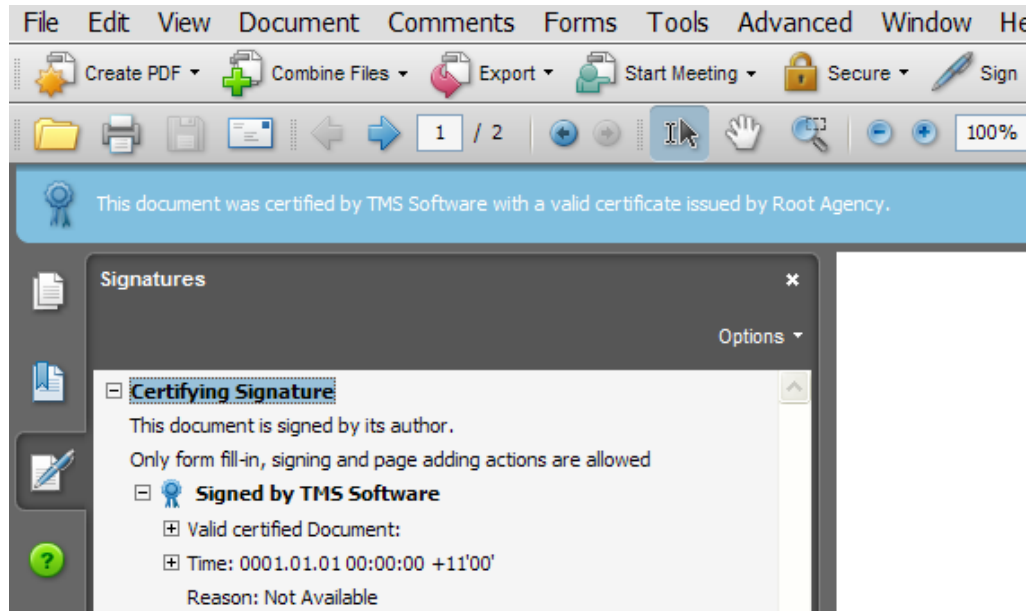 File Edit View Document Comments Forms Tools Advanced Window He
Create PDF Combine Files Export Start Meeting Secure Sign
1 / 2 100%
This document was certified by TMS Software with a valid certificate issued by Root Agency.
Signatures
Options
Certifying Signature
This document is signed by its author.
Only form fill-in, signing and page adding actions are allowed
Signed by TMS Software
Valid certified Document:
Time: 0001.01.01 00:00:00 +11'00'
Reason: Not Available